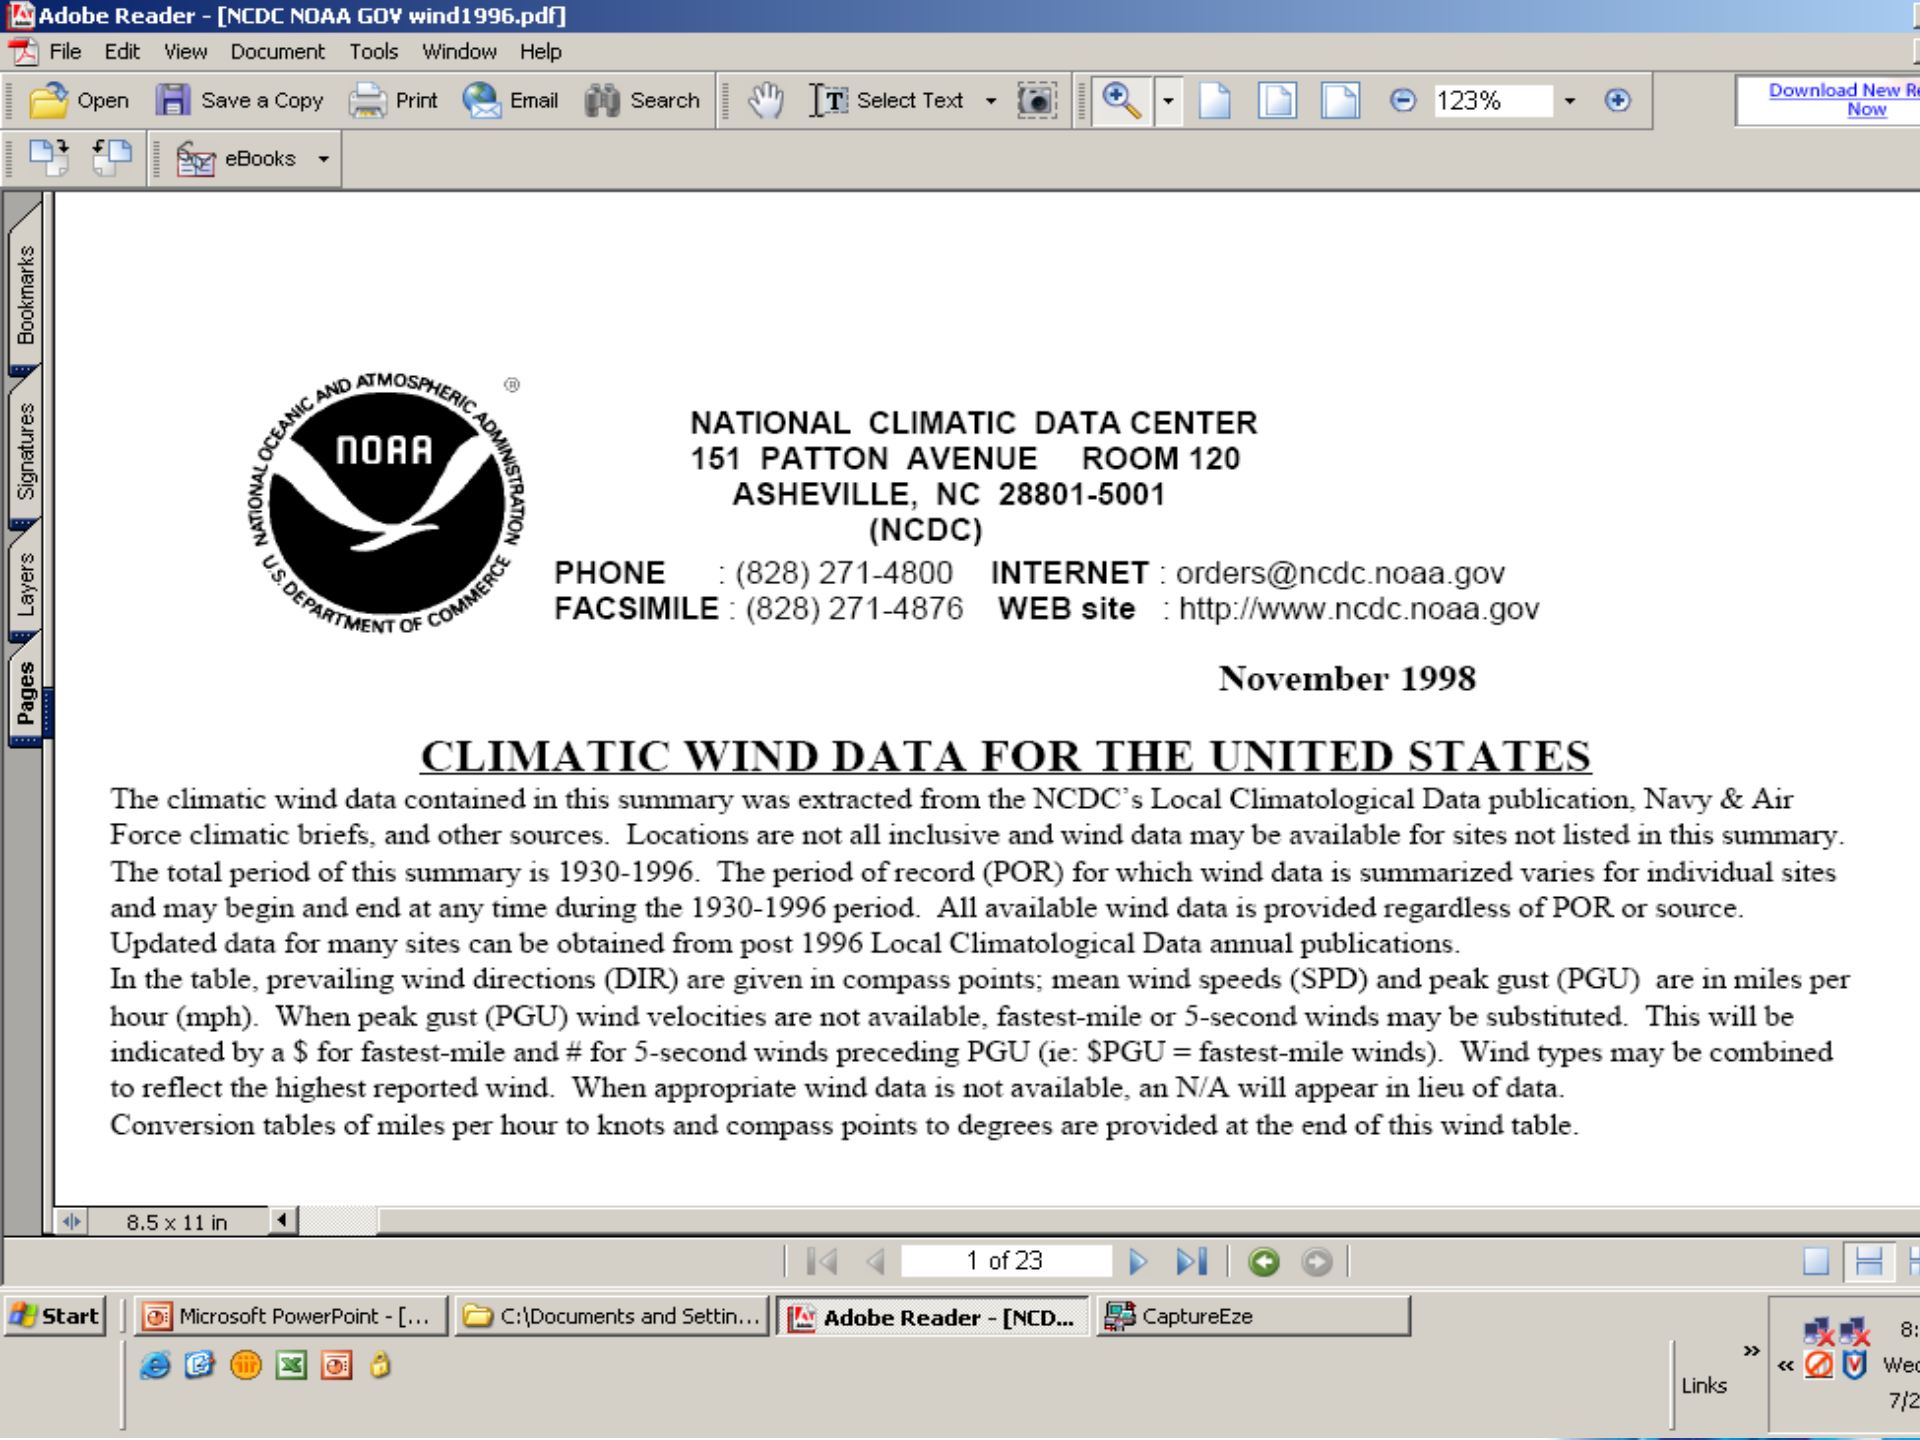 Adobe Reader - [NCDC NOAA GOV wind1996.pdf]
File Edit View Document Tools Window Help
Open Save a Copy Print Email Search Select Text 123% Download New
Now
eBooks
Bookmarks
Signatures
Layers
Pages
NATIONAL OCEANIC AND ATMOSPHERIC ADMINISTRATION ®
NOAA
U.S. DEPARTMENT OF COMMERCE
NATIONAL CLIMATIC DATA CENTER
151 PATTON AVENUE ROOM 120
ASHEVILLE, NC 28801-5001
(NCDC)
PHONE : (828) 271-4800 INTERNET : orders@ncdc.noaa.gov
FACSIMILE : (828) 271-4876 WEB site : http://www.ncdc.noaa.gov
November 1998
CLIMATIC WIND DATA FOR THE UNITED STATES
The climatic wind data contained in this summary was extracted from the NCDC's Local Climatological Data publication, Navy & Air
Force climatic briefs, and other sources. Locations are not all inclusive and wind data may be available for sites not listed in this summary.
The total period of this summary is 1930-1996. The period of record (POR) for which wind data is summarized varies for individual sites
and may begin and end at any time during the 1930-1996 period. All available wind data is provided regardless of POR or source.
Updated data for many sites can be obtained from post 1996 Local Climatological Data annual publications.
In the table, prevailing wind directions (DIR) are given in compass points; mean wind speeds (SPD) and peak gust (PGU) are in miles per
hour (mph). When peak gust (PGU) wind velocities are not available, fastest-mile or 5-second winds may be substituted. This will be
indicated by a $ for fastest-mile and # for 5-second winds preceding PGU (ie: $PGU = fastest-mile winds). Wind types may be combined
to reflect the highest reported wind. When appropriate wind data is not available, an N/A will appear in lieu of data.
Conversion tables of miles per hour to knots and compass points to degrees are provided at the end of this wind table.
8.5 x 11 in
1 of 23
Start Microsoft PowerPoint - [... C:\Documents and Settin... Adobe Reader - [NCD... CaptureEze
Links
8:
Wed
7/2